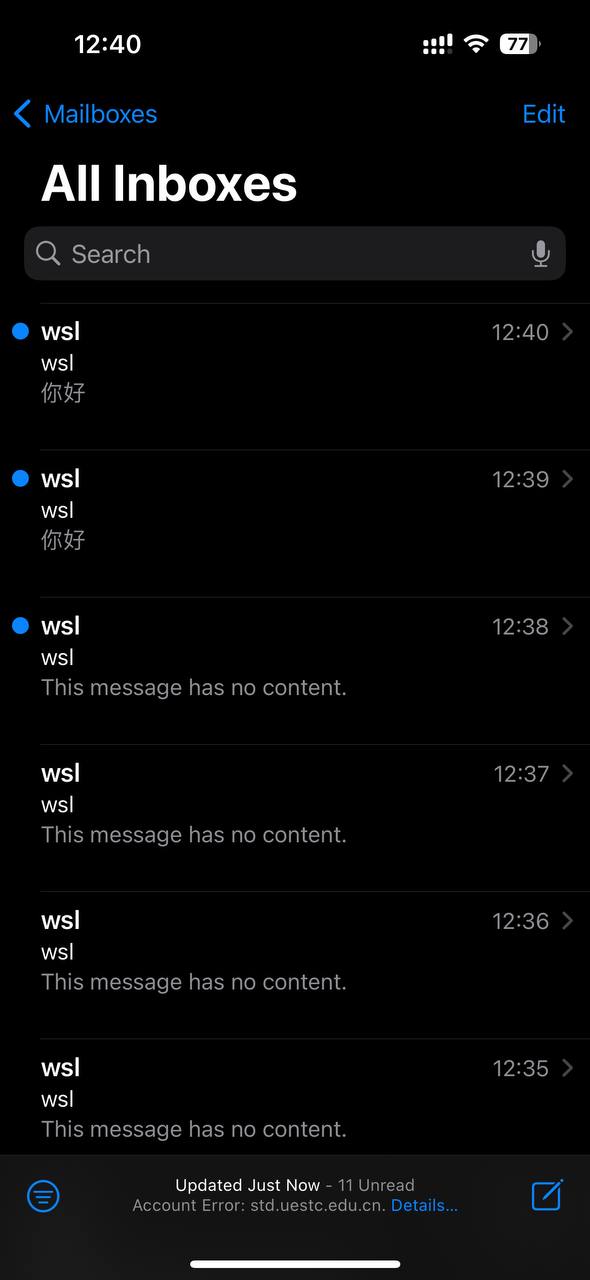 12:40
77
Mailboxes
Edit
All Inboxes
Search
wsl
12:40
wsl
你好
wsl
12:39
wsl
你好
wsl
12:38
wsl
This message has no content.
wsl
12:37
wsl
This message has no content.
wsl
12:36
wsl
This message has no content.
wsl
12:35
wsl
This message has no content.
Updated Just Now - 11 Unread
Account Error: std.uestc.edu.cn. Details...